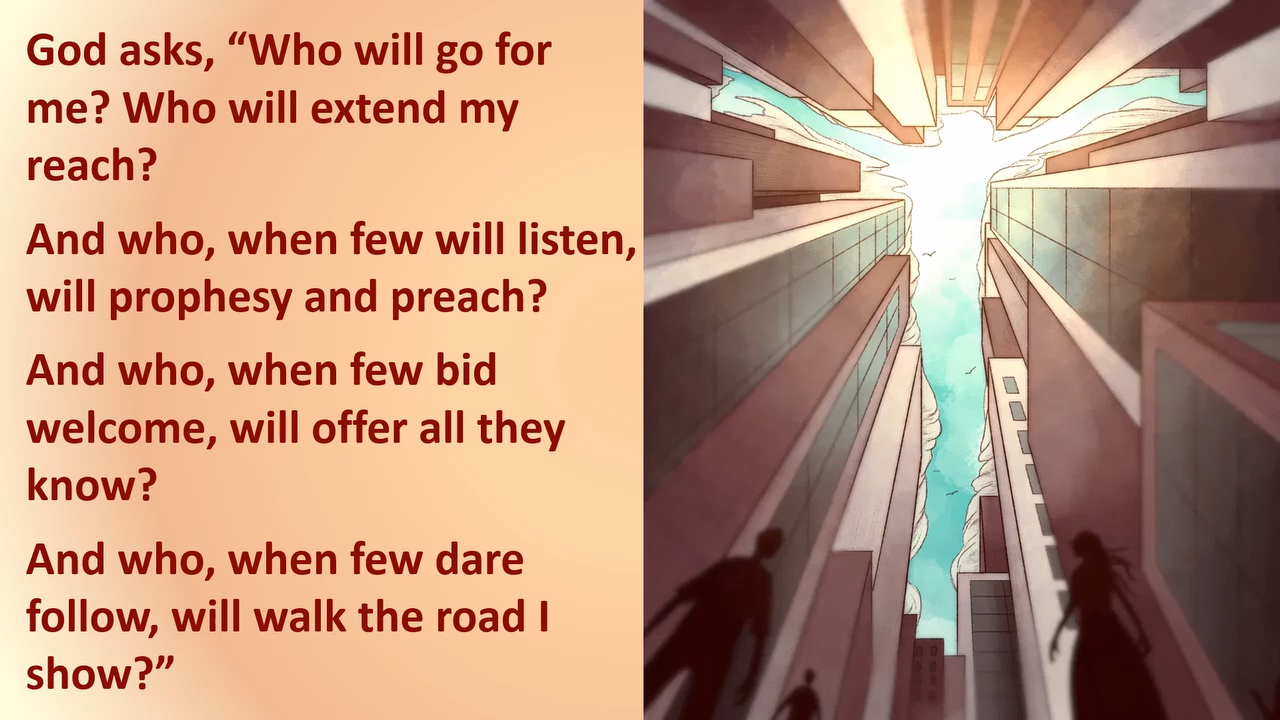 God asks, “Who will go for
me? Who will extend my
reach?
And who, when few will listen,
will prophesy and preach?
And who, when few bid
welcome, will offer all they
know?
And who, when few dare
follow, will walk the road I
show?”